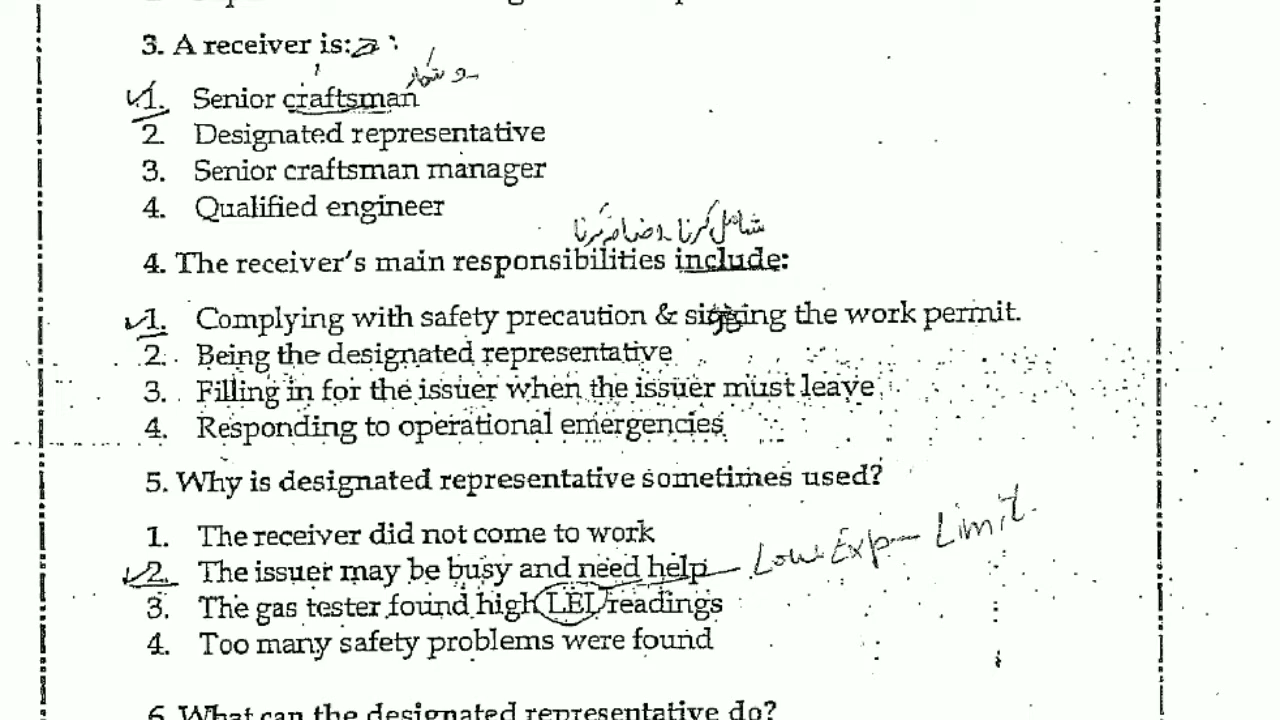 3. A receiver is:
1. Senior craftsman
2. Designated representative
3. Senior craftsman manager
4. Qualified engineer
شامل کرنا
4. The receiver's main responsibilities include:
1. Complying with safety precaution & signing the work permit.
2. Being the designated representative
3. Filling in for the issuer when the issuer must leave
4. Responding to operational emergencies
5. Why is designated representative sometimes used?
1. The receiver did not come to work
2. The issuer may be busy and need help Low Exp Limit
3. The gas tester found high LEL readings
4. Too many safety problems were found
6. What can the designated representative do?